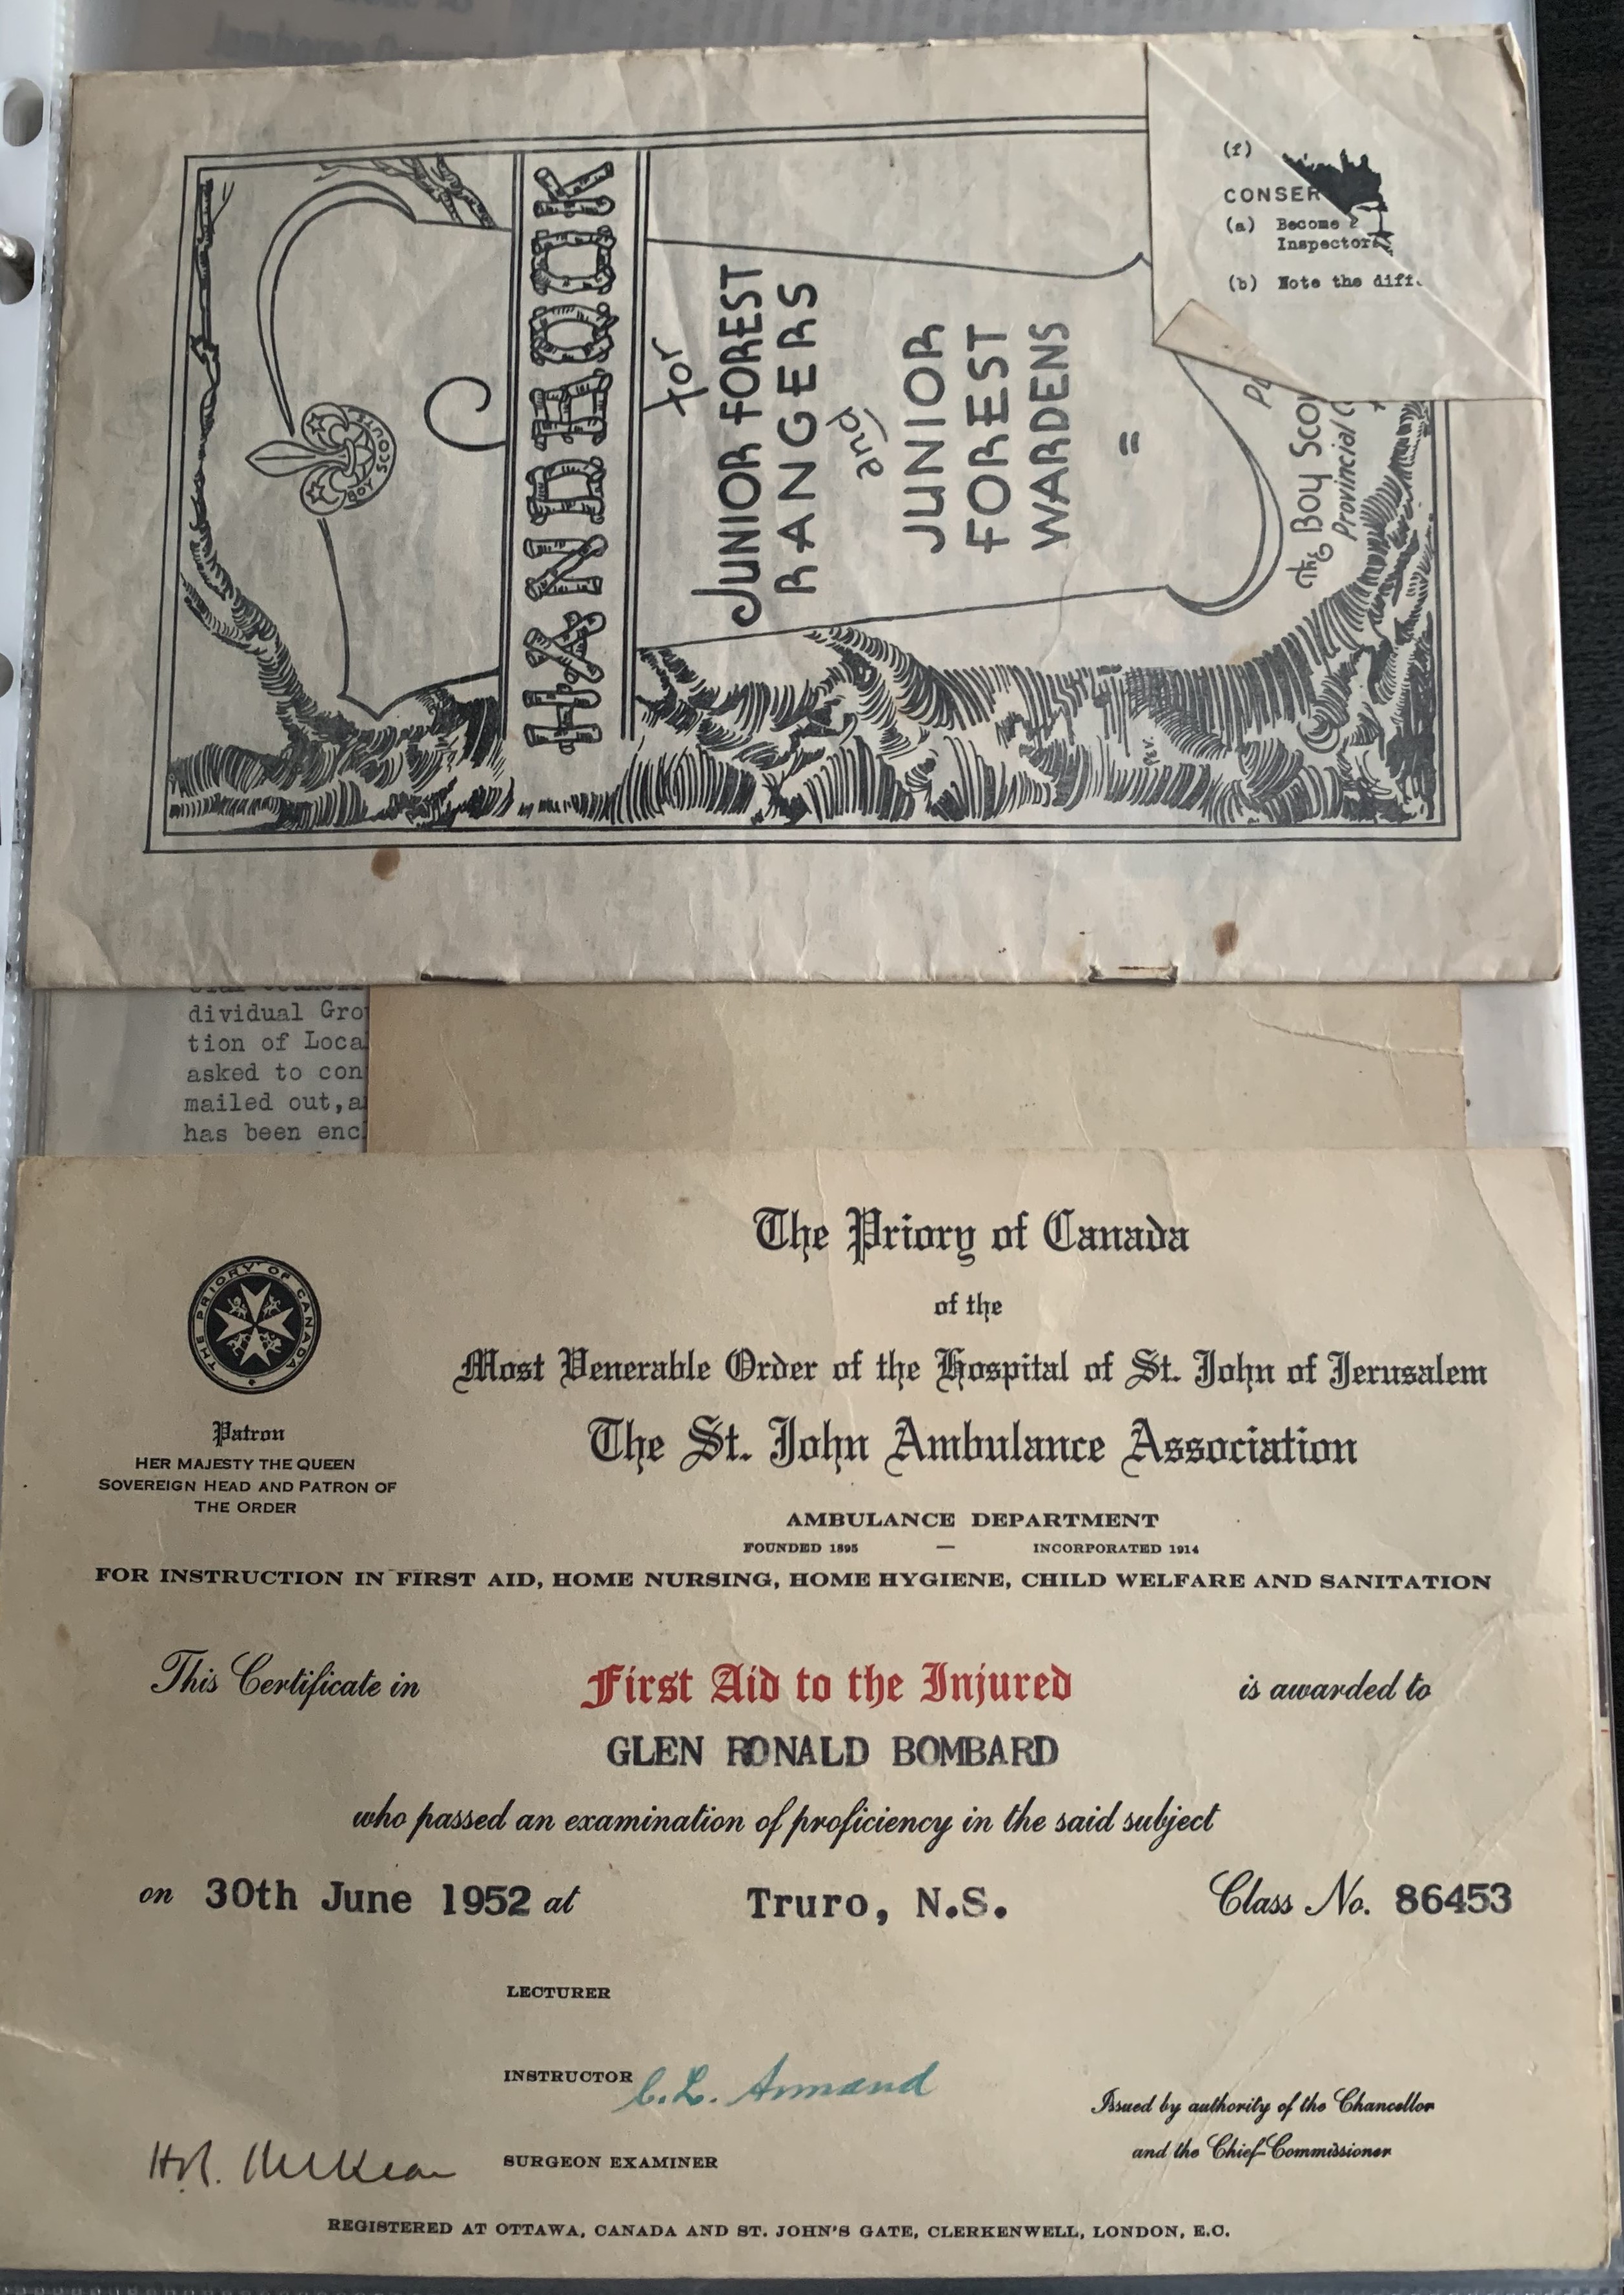 HANDBOOK
for
JUNIOR FOREST
RANGERS
and
JUNIOR
FOREST
WARDENS
=
The Boy Scou
Provincial C
BOY SCOUTS
(f)
CONSER
(a) Become
Inspector
(b) Note the diff
dividual Gro
tion of Loca
asked to con
mailed out,a
has been enc
The Priory of Canada
of the
Most Venerable Order of the Hospital of St. John of Jerusalem
The St. John Ambulance Association
THE PRIORY OF CANADA
Patron
HER MAJESTY THE QUEEN
SOVEREIGN HEAD AND PATRON OF
THE ORDER
AMBULANCE DEPARTMENT
FOUNDED 1895 — INCORPORATED 1914
FOR INSTRUCTION IN FIRST AID, HOME NURSING, HOME HYGIENE, CHILD WELFARE AND SANITATION
This Certificate in First Aid to the Injured is awarded to
GLEN RONALD BOMBARD
who passed an examination of proficiency in the said subject
on 30th June 1952 at Truro, N.S. Class No. 86453
LECTURER
INSTRUCTOR C.L. Armand
Issued by authority of the Chancellor
and the Chief-Commissioner
SURGEON EXAMINER
REGISTERED AT OTTAWA, CANADA AND ST. JOHN'S GATE, CLERKENWELL, LONDON, E.C.